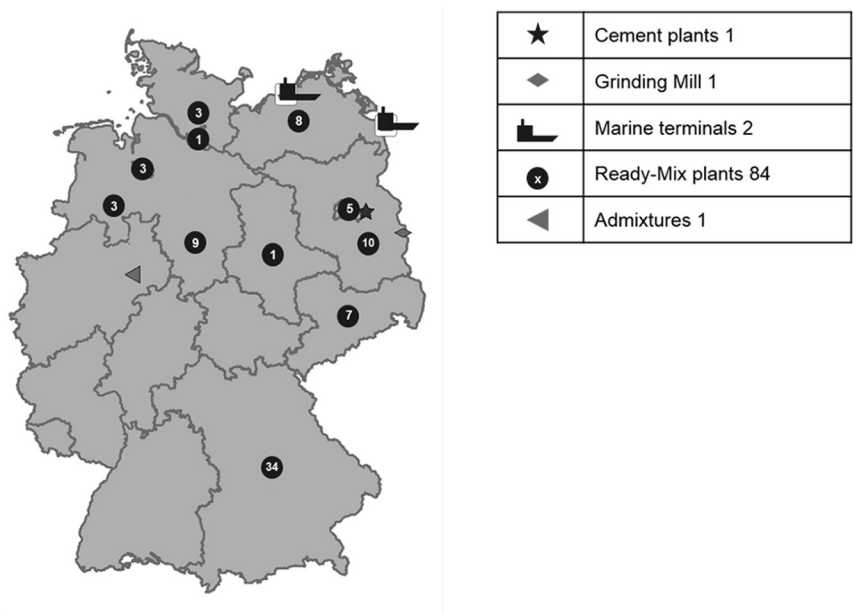 3
8
1
3
3
5
9
10
1
7
34
Cement plants 1
Grinding Mill 1
Marine terminals 2
x Ready-Mix plants 84
Admixtures 1